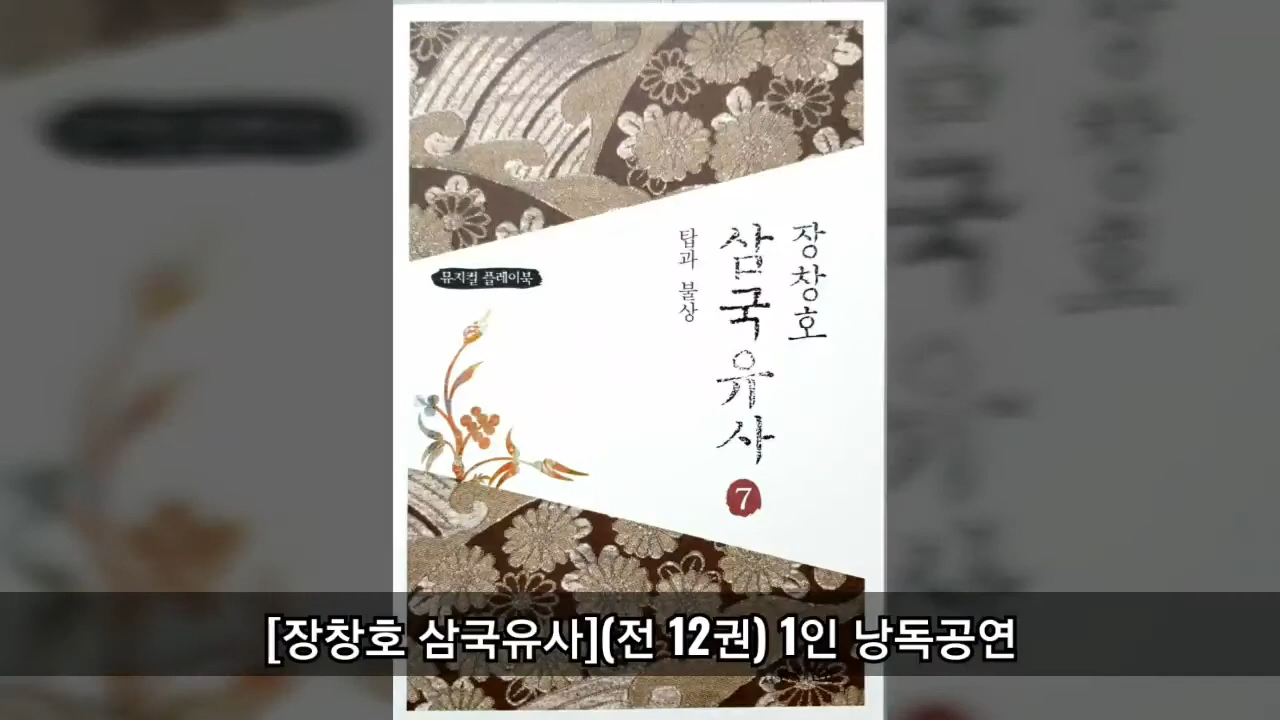 장창호
삼국유사
탑과 불상
뮤지컬 플레이북
7
[장창호 삼국유사](전 12권) 1인 낭독공연